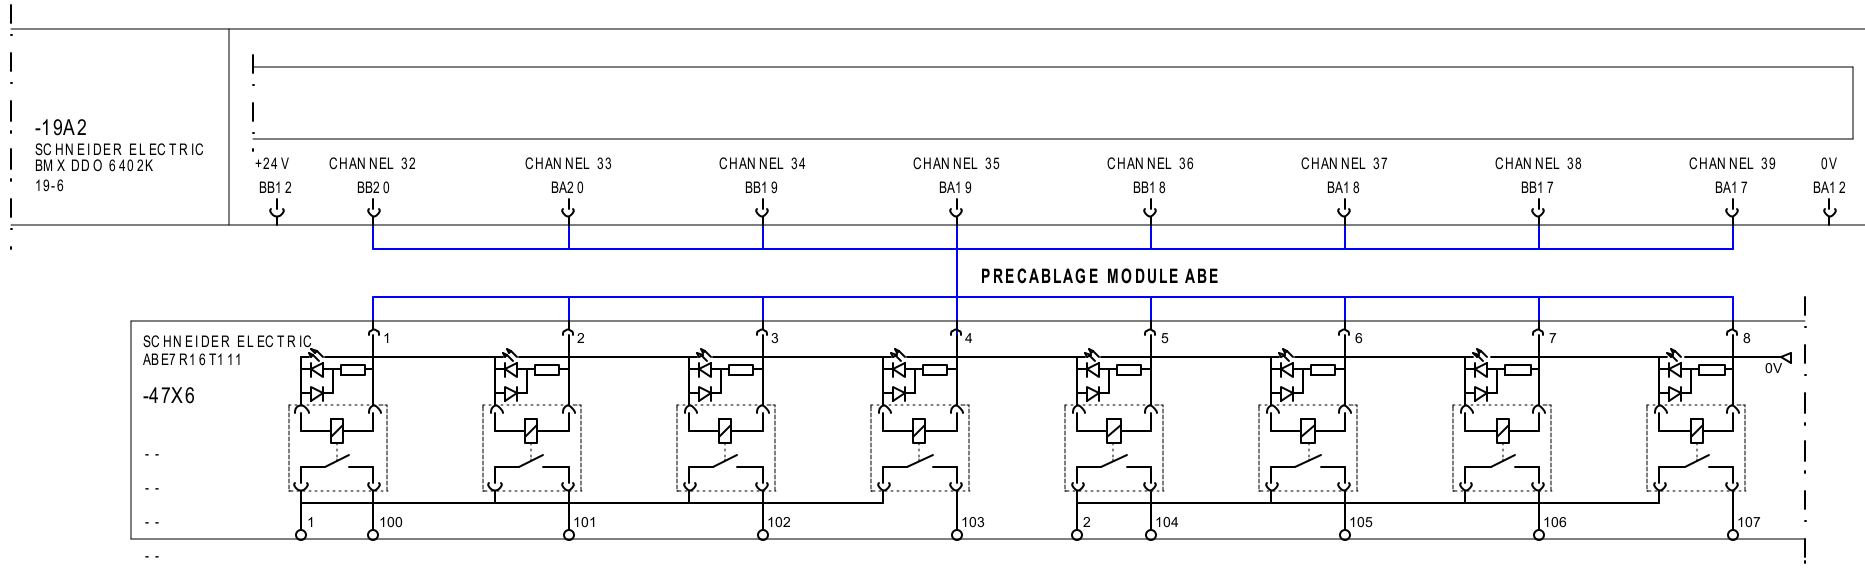 -19A2
SCHNEIDER ELECTRIC
BMX DDO 6402K
19-6
+24V CHANNEL 32 CHANNEL 33 CHANNEL 34 CHANNEL 35 CHANNEL 36 CHANNEL 37 CHANNEL 38 CHANNEL 39 0V
BB12 BB20 BA20 BB19 BA19 BB18 BA18 BB17 BA17 BA12
PRECABLAGE MODULE ABE
1 2 3 4 5 6 7 8
SCHNEIDER ELECTRIC
ABE7R16T111
0V
-47X6
--
--
--
1 100 101 102 103 2 104 105 106 107
--